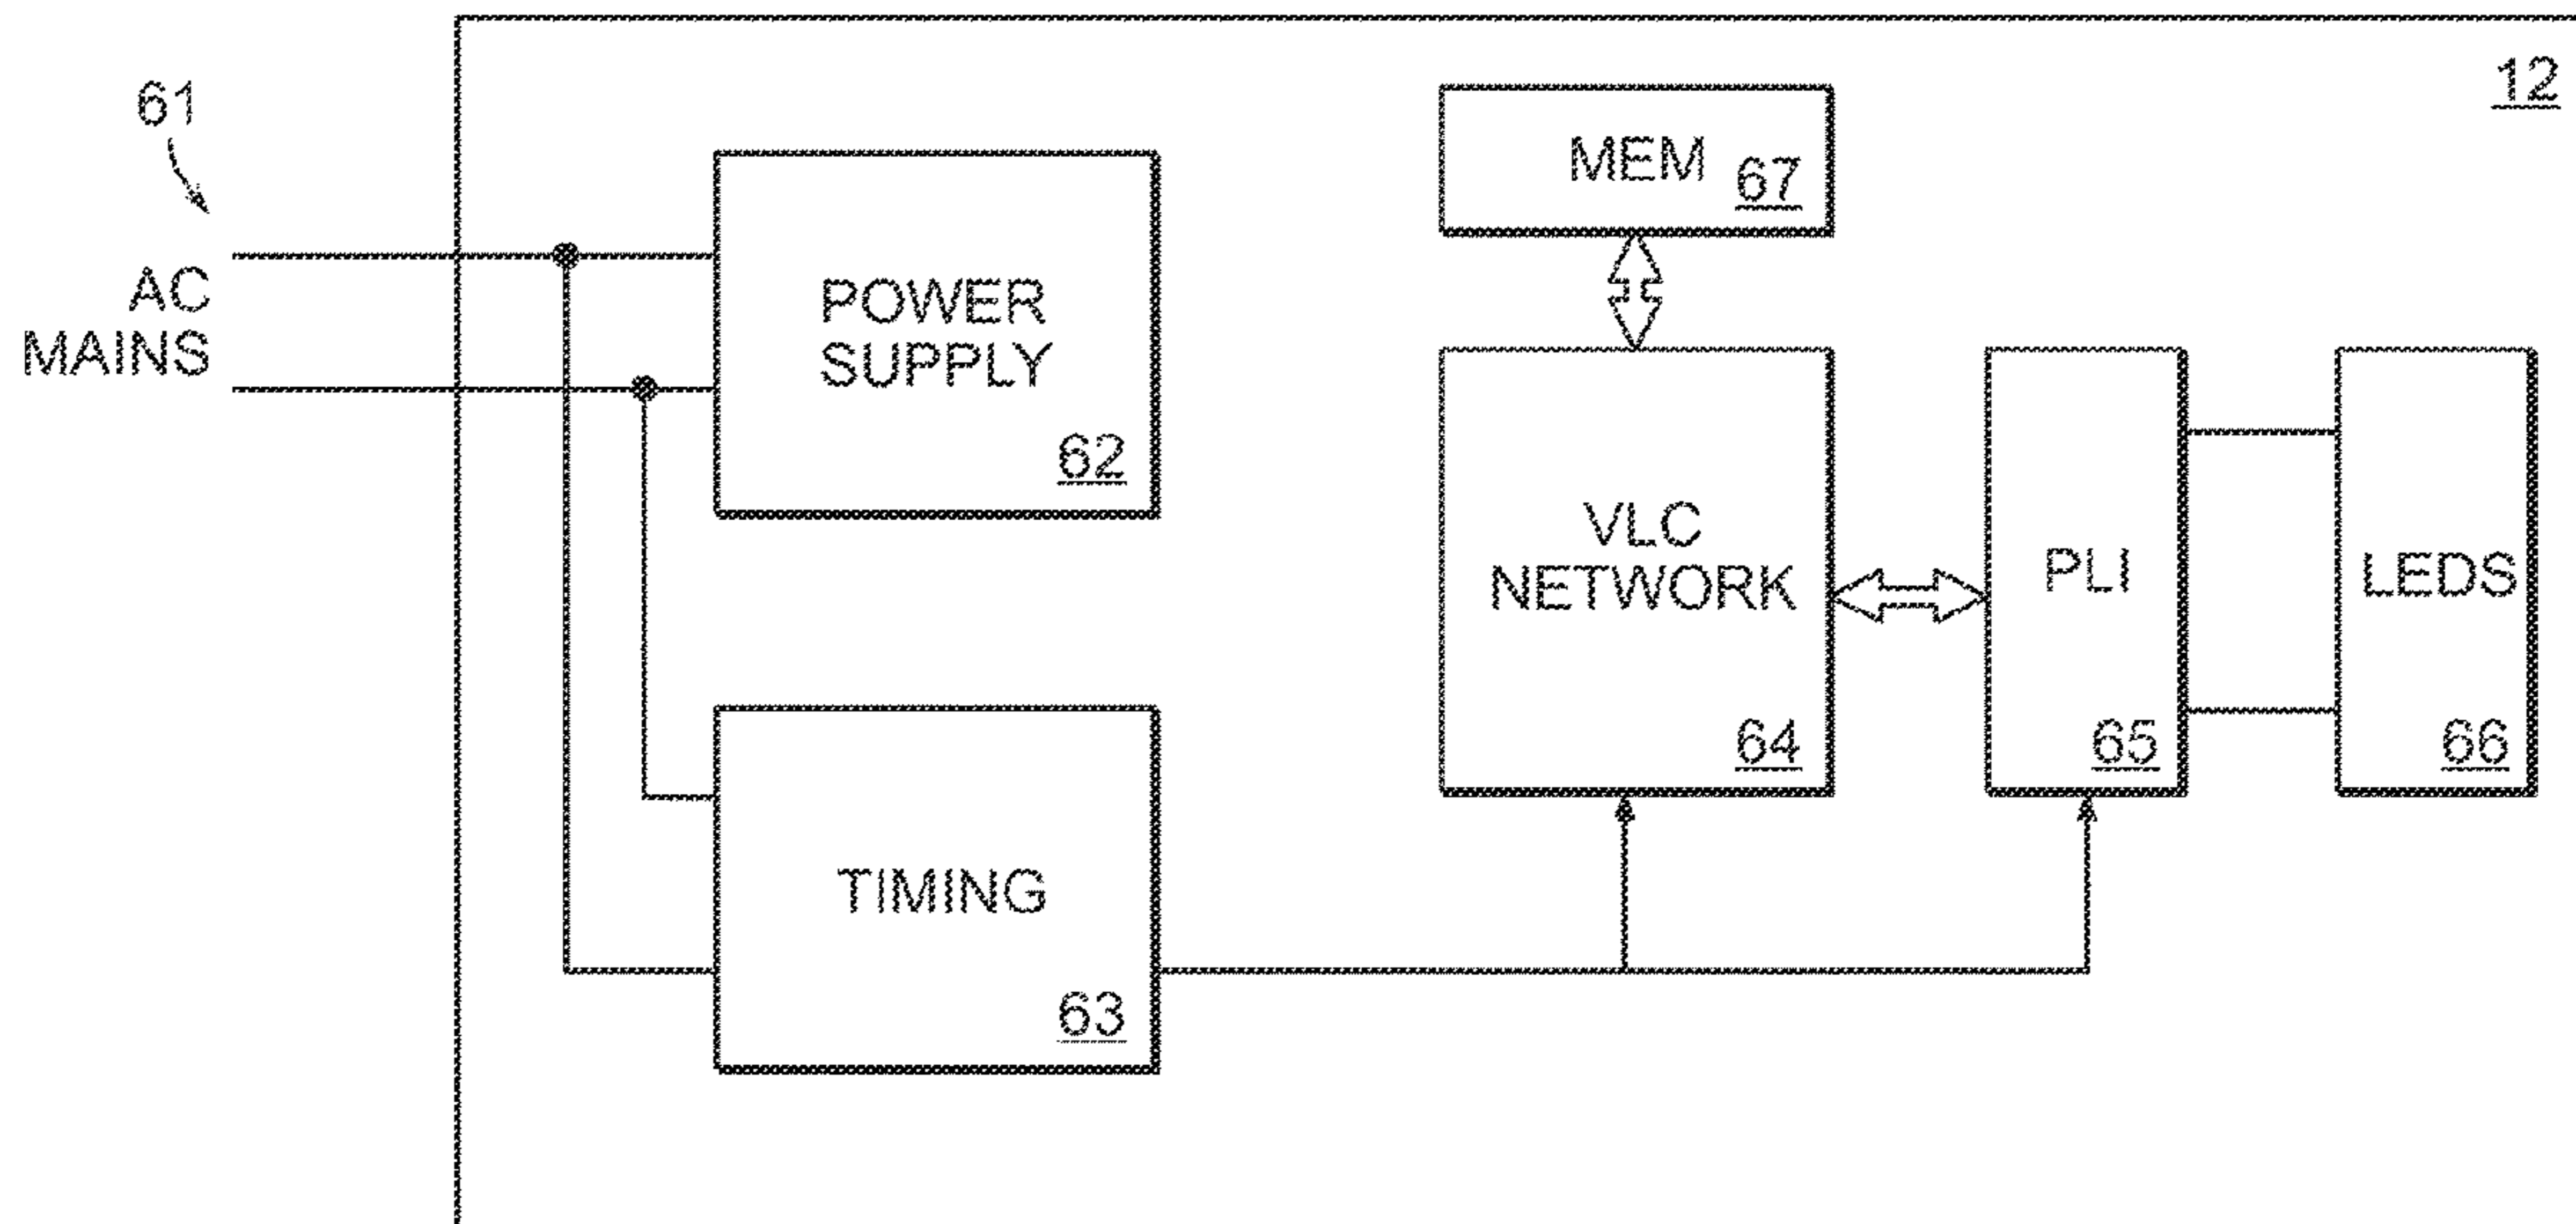 61
AC
MAINS
POWER
SUPPLY
62
TIMING
63
MEM
67
VLC
NETWORK
64
PLI
65
LEDS
66
12